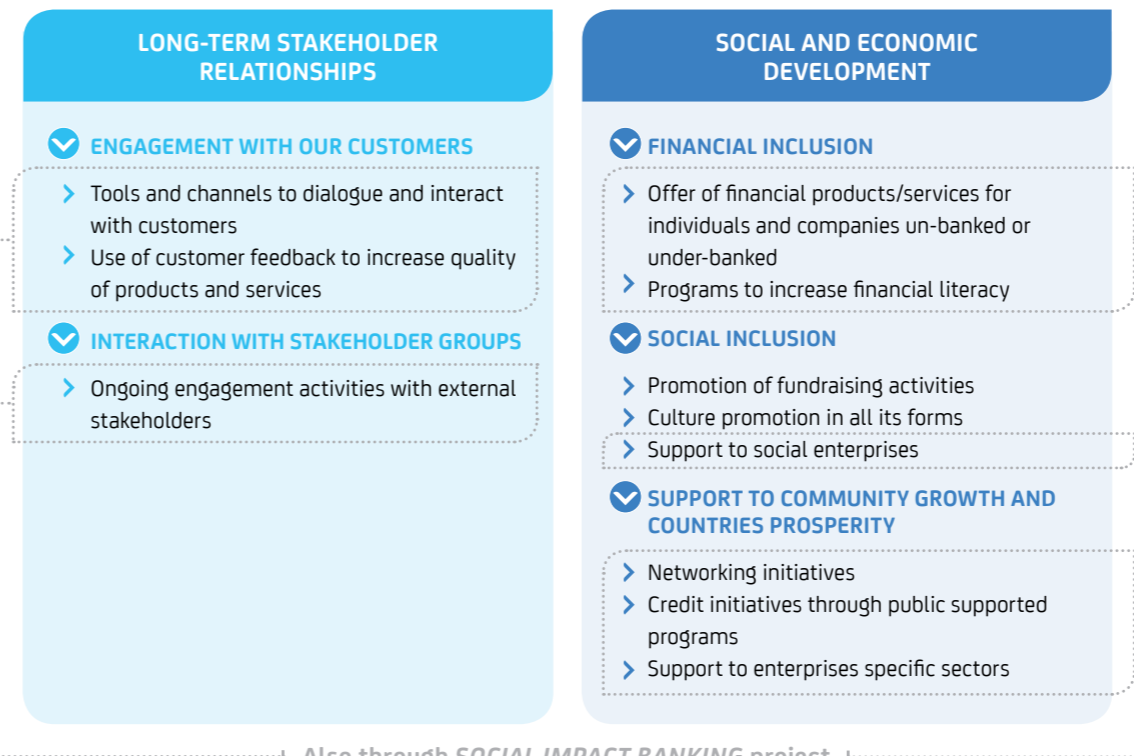 LONG-TERM STAKEHOLDER
RELATIONSHIPS
ENGAGEMENT WITH OUR CUSTOMERS
Tools and channels to dialogue and interact
with customers
Use of customer feedback to increase quality
of products and services
INTERACTION WITH STAKEHOLDER GROUPS
Ongoing engagement activities with external
stakeholders
SOCIAL AND ECONOMIC
DEVELOPMENT
FINANCIAL INCLUSION
Offer of financial products/services for
individuals and companies un-banked or
under-banked
Programs to increase financial literacy
SOCIAL INCLUSION
Promotion of fundraising activities
Culture promotion in all its forms
Support to social enterprises
SUPPORT TO COMMUNITY GROWTH AND
COUNTRIES PROSPERITY
Networking initiatives
Credit initiatives through public supported
programs
Support to enterprises specific sectors
Also through SOCIAL IMPACT BANKING project